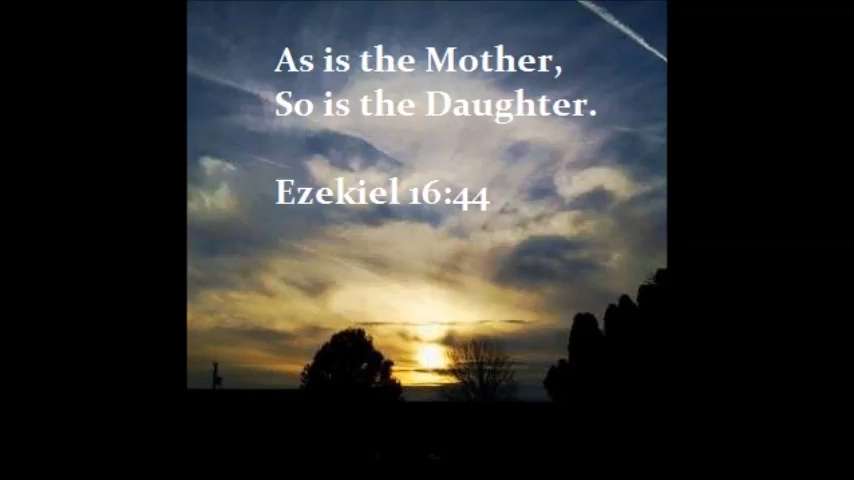 As is the Mother,
So is the Daughter.
Ezekiel 16:44